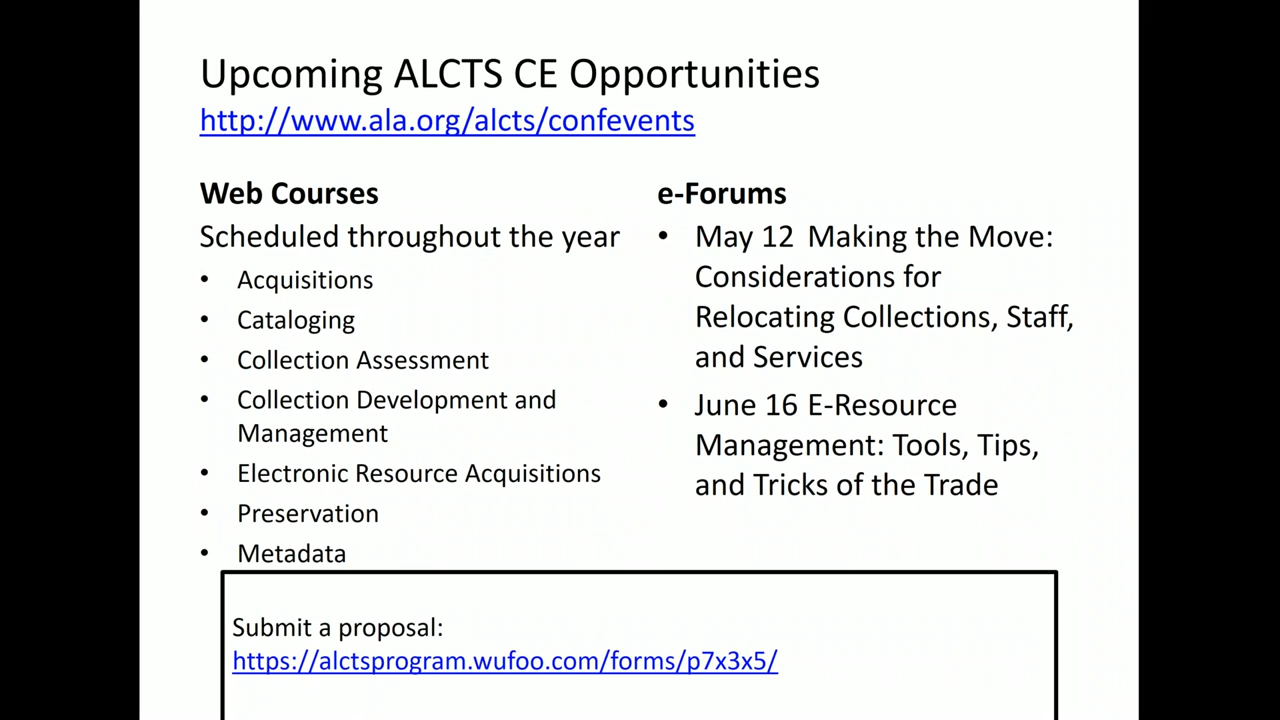 Upcoming ALCTS CE Opportunities
http://www.ala.org/alcts/confevents
Web Courses
Scheduled throughout the year
• Acquisitions
• Cataloging
• Collection Assessment
• Collection Development and
Management
• Electronic Resource Acquisitions
• Preservation
• Metadata
e-Forums
• May 12 Making the Move:
Considerations for
Relocating Collections, Staff,
and Services
• June 16 E-Resource
Management: Tools, Tips,
and Tricks of the Trade
Submit a proposal:
https://alctsprogram.wufoo.com/forms/p7x3x5/